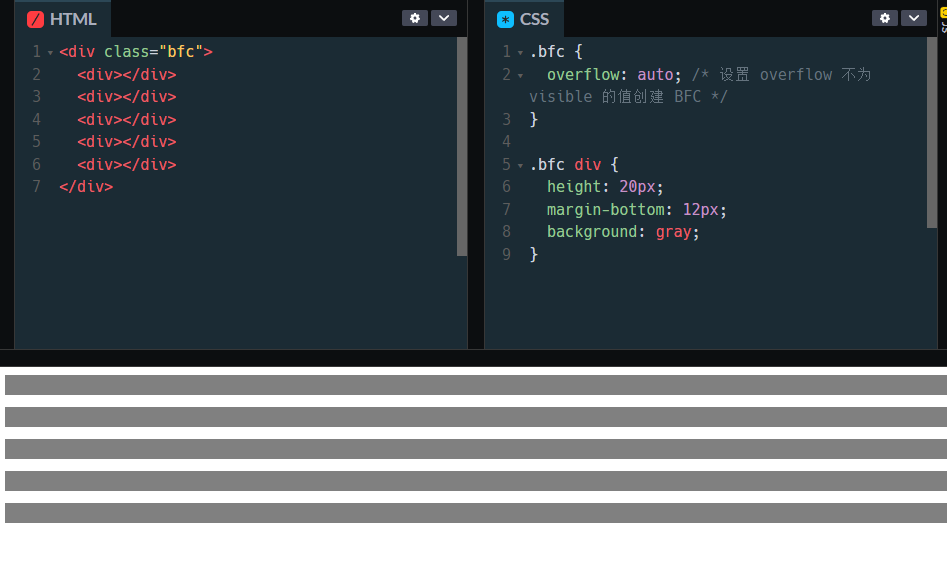 HTML
1 <div class="bfc">
2 <div></div>
3 <div></div>
4 <div></div>
5 <div></div>
6 <div></div>
7 </div>
CSS
1 .bfc {
2 overflow: auto; /* 设置 overflow 不为
visible 的值创建 BFC */
3 }
4
5 .bfc div {
6 height: 20px;
7 margin-bottom: 12px;
8 background: gray;
9 }